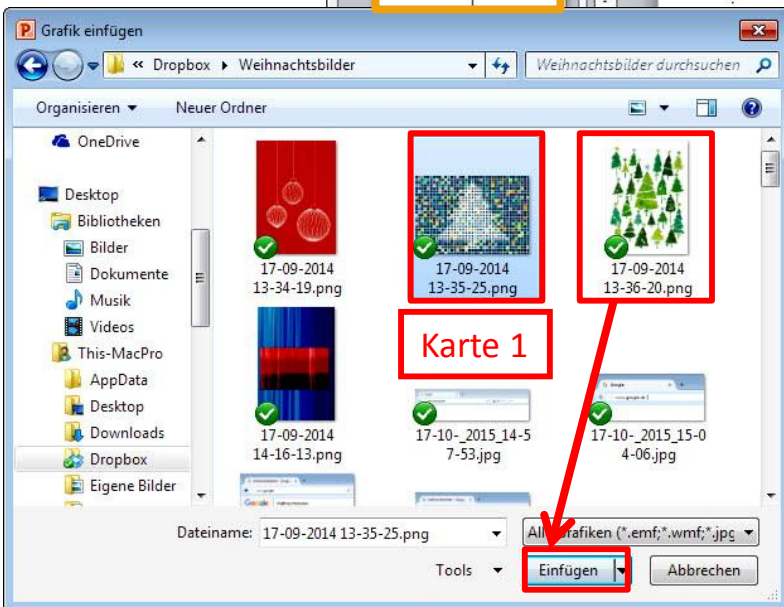 Grafik einfügen
« Dropbox ▸ Weihnachtsbilder
Weihnachtsbilder durchsuchen
Organisieren
Neuer Ordner
OneDrive
Desktop
Bibliotheken
Bilder
Dokumente
Musik
Videos
This-MacPro
AppData
Desktop
Downloads
Dropbox
Eigene Bilder
17-09-2014
13-34-19.png
17-09-2014
13-35-25.png
17-09-2014
13-36-20.png
Karte 1
17-09-2014
14-16-13.png
17-10-_2015_14-5
7-53.jpg
17-10-_2015_15-0
4-06.jpg
Google
Dateiname:
17-09-2014 13-35-25.png
(*.emf;*.wmf;*.jpg
Tools
Einfügen
Abbrechen